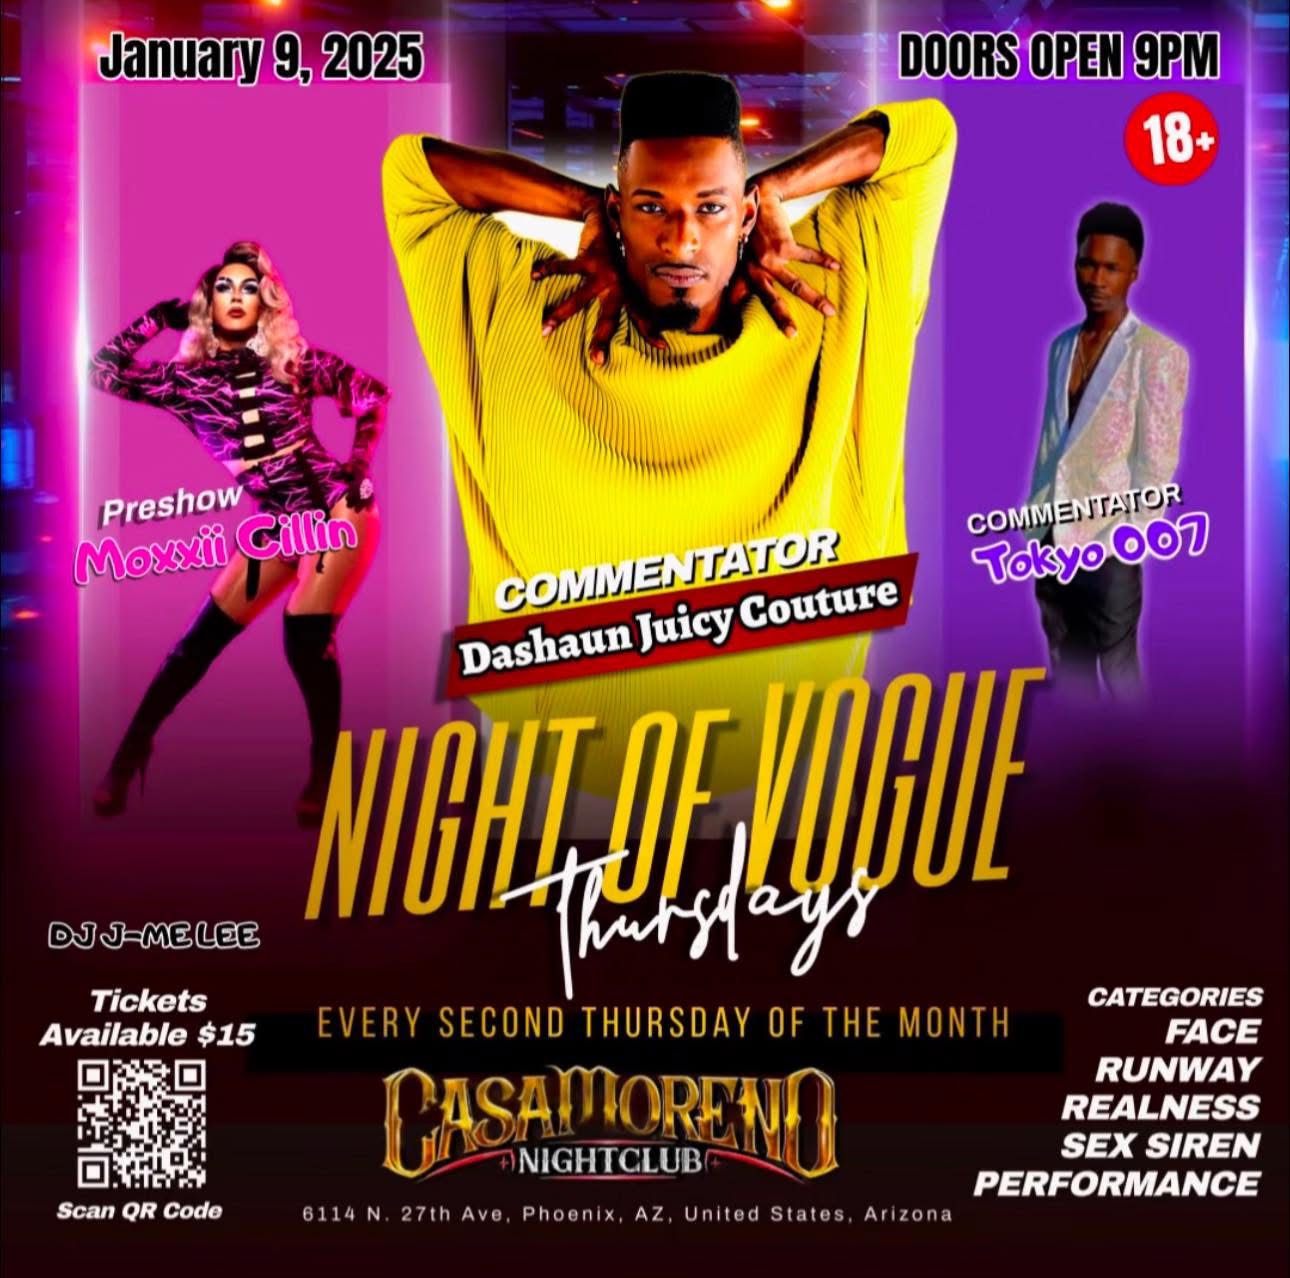 January 9, 2025
DOORS OPEN 9PM
18+
Preshow
Moxxii Cillin
COMMENTATOR
Dashaun Juicy Couture
COMMENTATOR
Tokyo 007
NIGHT OF VOGUE
Thursdays
DJ J-ME LEE
Tickets
Available $15
Scan QR Code
EVERY SECOND THURSDAY OF THE MONTH
CASA MORENO
NIGHTCLUB
6114 N. 27th Ave, Phoenix, AZ, United States, Arizona
CATEGORIES
FACE
RUNWAY
REALNESS
SEX SIREN
PERFORMANCE